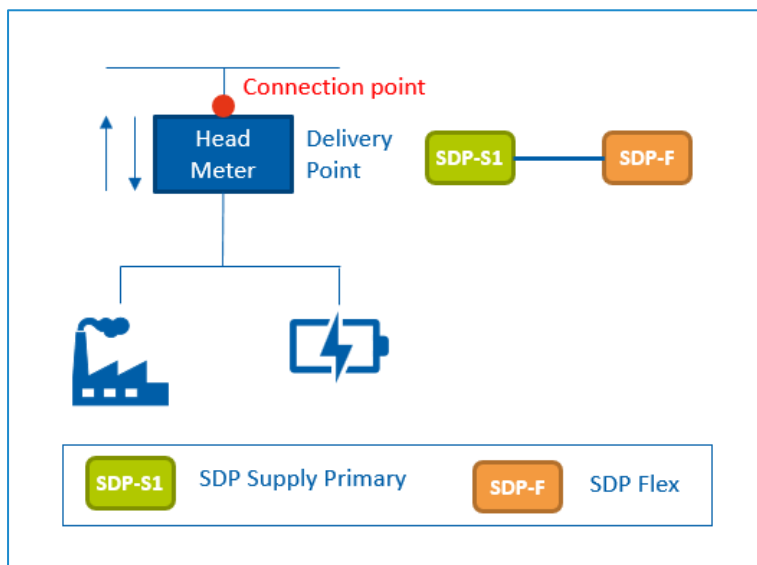 Connection point
Head
Meter
Delivery
Point
SDP-S1
SDP-F
SDP-S1
SDP Supply Primary
SDP-F
SDP Flex